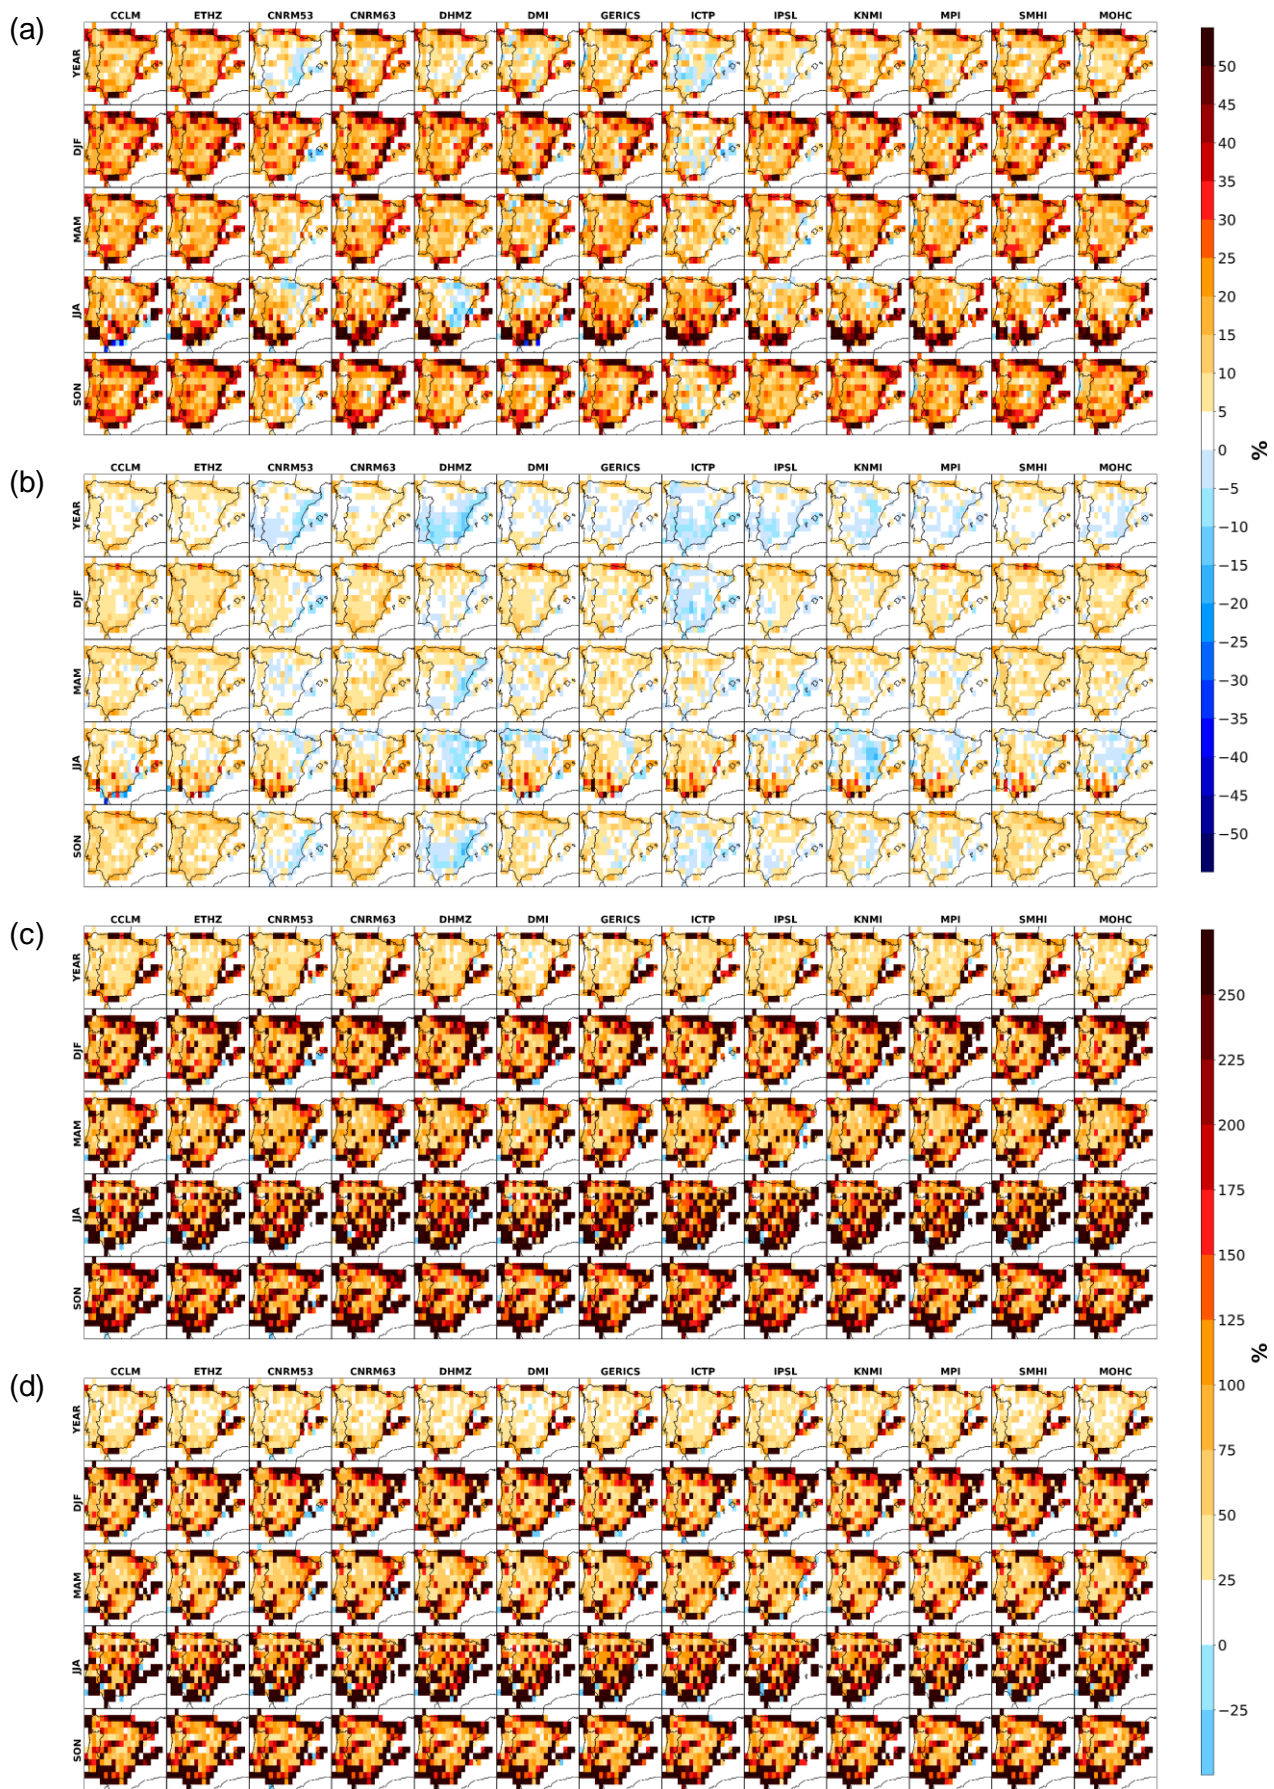 (a)
CCLM ETHZ CNRM53 CNRM63 DHMZ DMI GERICS ICTP IPSL KNMI MPI SMHI MOHC
YEAR
DJF
MAM
JJA
SON
50
45
40
35
30
25
20
15
10
5
0
−5
−10
−15
−20
−25
−30
−35
−40
−45
−50
%
(b)
CCLM ETHZ CNRM53 CNRM63 DHMZ DMI GERICS ICTP IPSL KNMI MPI SMHI MOHC
YEAR
DJF
MAM
JJA
SON
(c)
CCLM ETHZ CNRM53 CNRM63 DHMZ DMI GERICS ICTP IPSL KNMI MPI SMHI MOHC
YEAR
DJF
MAM
JJA
SON
250
225
200
175
150
125
100
75
50
25
0
−25
%
(d)
CCLM ETHZ CNRM53 CNRM63 DHMZ DMI GERICS ICTP IPSL KNMI MPI SMHI MOHC
YEAR
DJF
MAM
JJA
SON